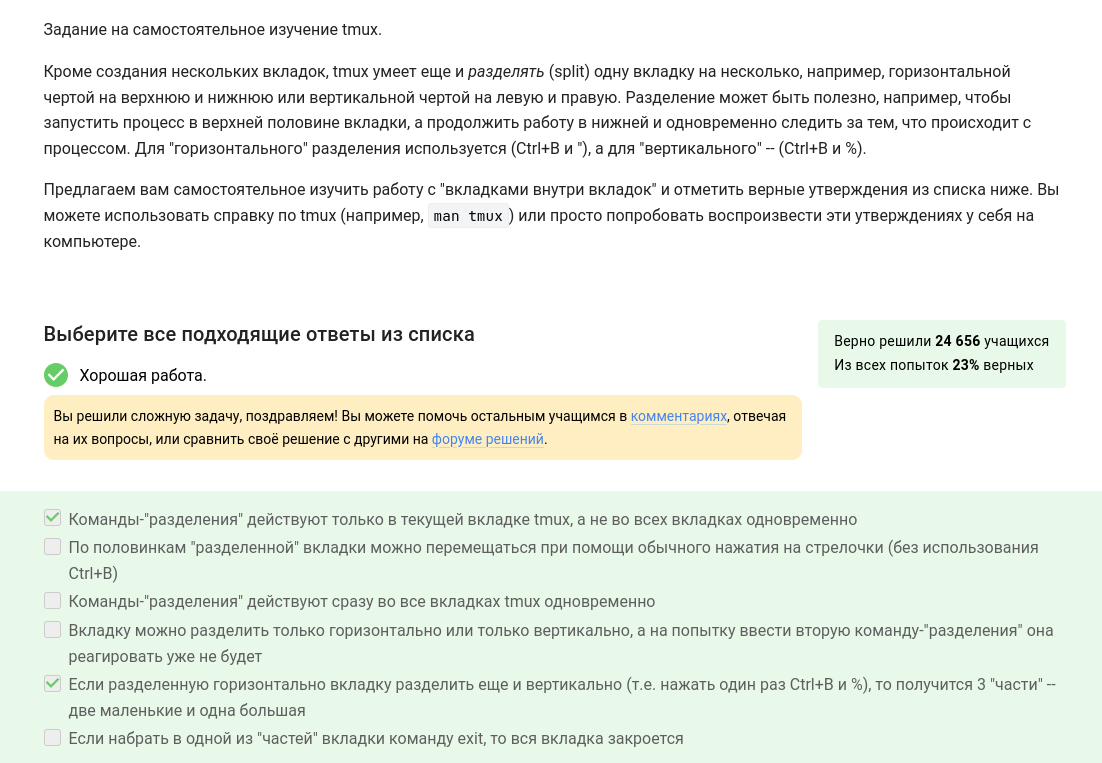 Задание на самостоятельное изучение tmux.
Кроме создания нескольких вкладок, tmux умеет еще и разделять (split) одну вкладку на несколько, например, горизонтальной
чертой на верхнюю и нижнюю или вертикальной чертой на левую и правую. Разделение может быть полезно, например, чтобы
запустить процесс в верхней половине вкладки, а продолжить работу в нижней и одновременно следить за тем, что происходит с
процессом. Для "горизонтального" разделения используется (Ctrl+B и "), а для "вертикального" -- (Ctrl+B и %).
Предлагаем вам самостоятельное изучить работу с "вкладками внутри вкладок" и отметить верные утверждения из списка ниже. Вы
можете использовать справку по tmux (например, man tmux) или просто попробовать воспроизвести эти утверждениях у себя на
компьютере.
Выберите все подходящие ответы из списка
Верно решили 24 656 учащихся
Из всех попыток 23% верных
Хорошая работа.
Вы решили сложную задачу, поздравляем! Вы можете помочь остальным учащимся в комментариях, отвечая
на их вопросы, или сравнить своё решение с другими на форуме решений.
Команды-"разделения" действуют только в текущей вкладке tmux, а не во всех вкладках одновременно
По половинкам "разделенной" вкладки можно перемещаться при помощи обычного нажатия на стрелочки (без использования
Ctrl+B)
Команды-"разделения" действуют сразу во все вкладках tmux одновременно
Вкладку можно разделить только горизонтально или только вертикально, а на попытку ввести вторую команду-"разделения" она
реагировать уже не будет
Если разделенную горизонтально вкладку разделить еще и вертикально (т.е. нажать один раз Ctrl+B и %), то получится 3 "части" --
две маленькие и одна большая
Если набрать в одной из "частей" вкладки команду exit, то вся вкладка закроется